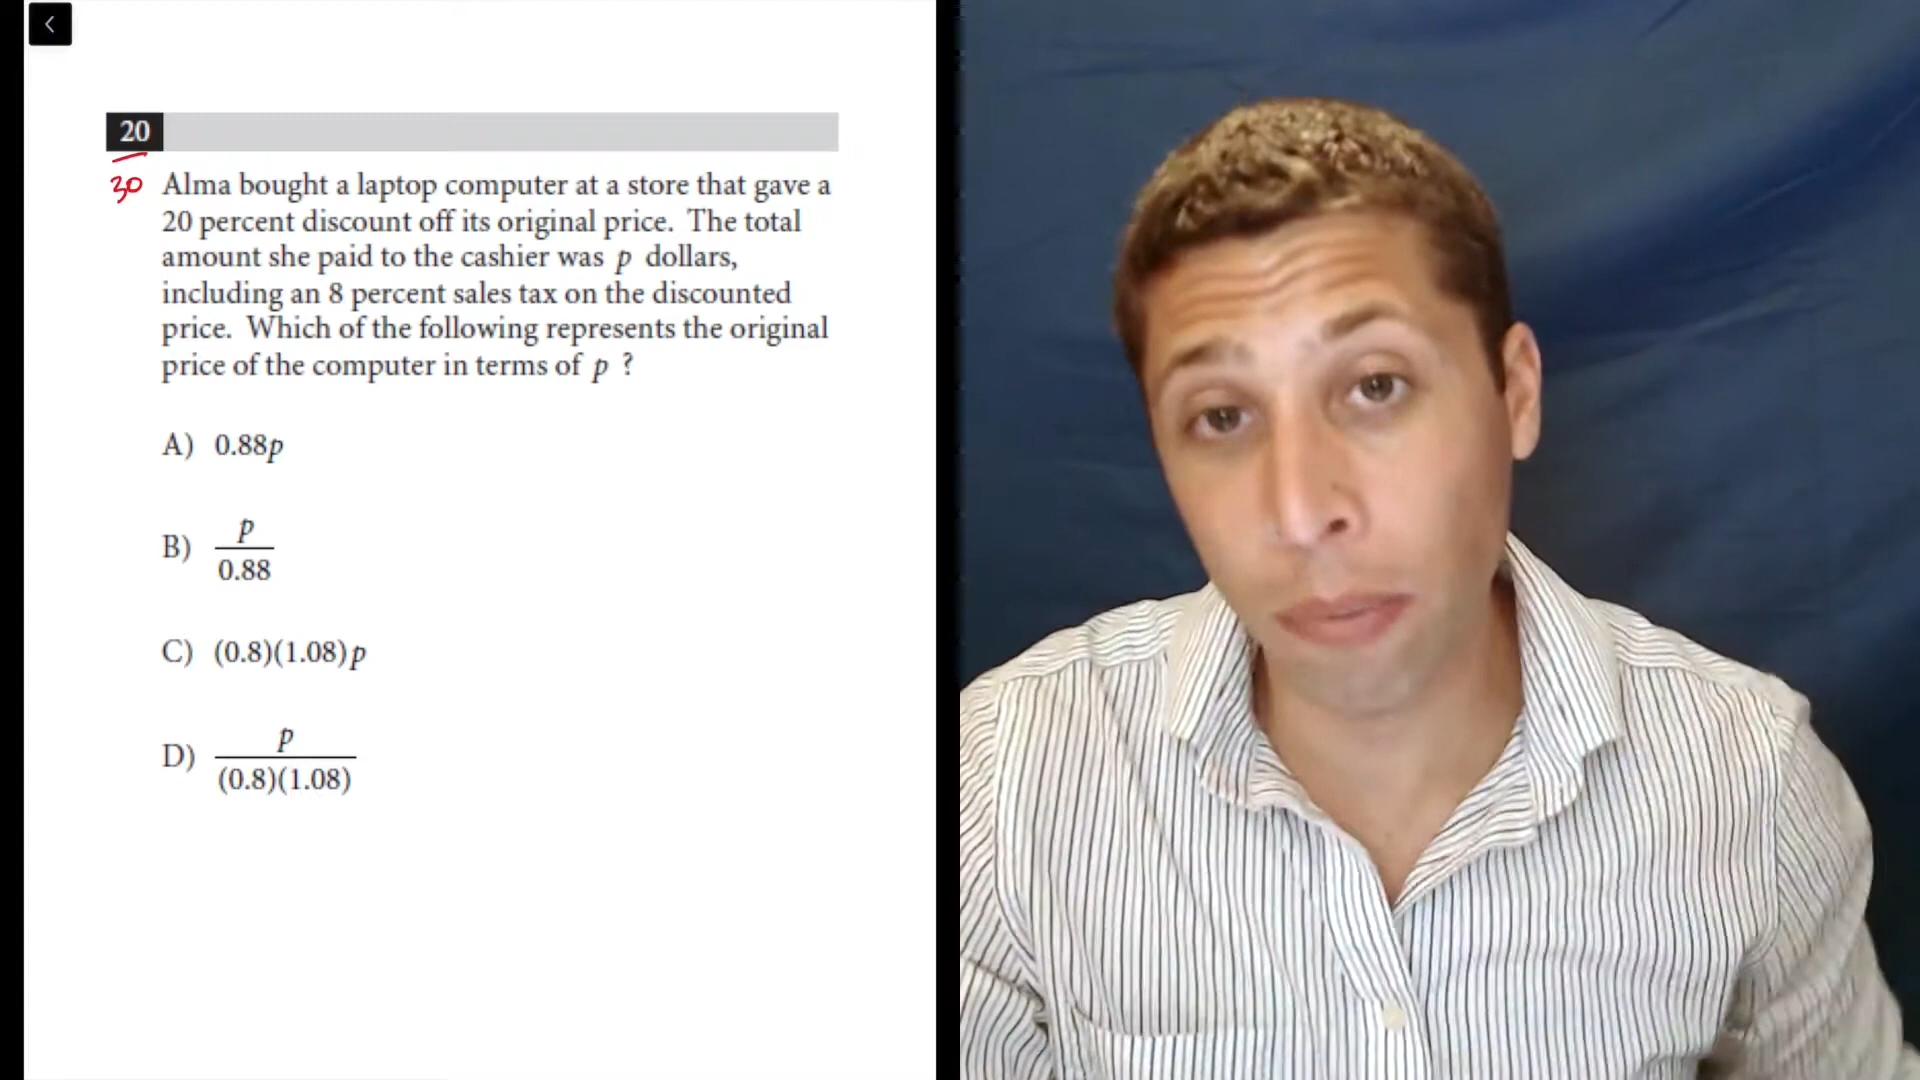 20
30
Alma bought a laptop computer at a store that gave a
20 percent discount off its original price. The total
amount she paid to the cashier was p dollars,
including an 8 percent sales tax on the discounted
price. Which of the following represents the original
price of the computer in terms of p ?
A) 0.88p
B) p
0.88
C) (0.8)(1.08)p
D) p
(0.8)(1.08)